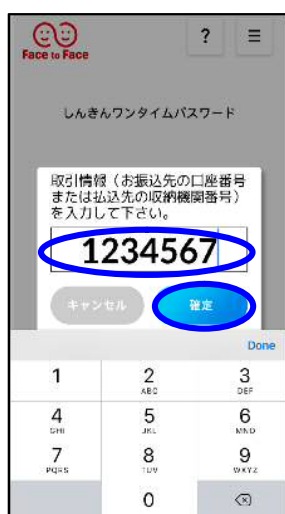 Face to Face
?
しんきんワンタイムパスワード
取引情報（お振込先の口座番号
または払込先の収納機関番号）
を入力して下さい。
1234567
キャンセル 確定
Done
1 2 3
ABC DEF
4 5 6
GHI JKL MNO
7 8 9
PQRS TUV WXYZ
0